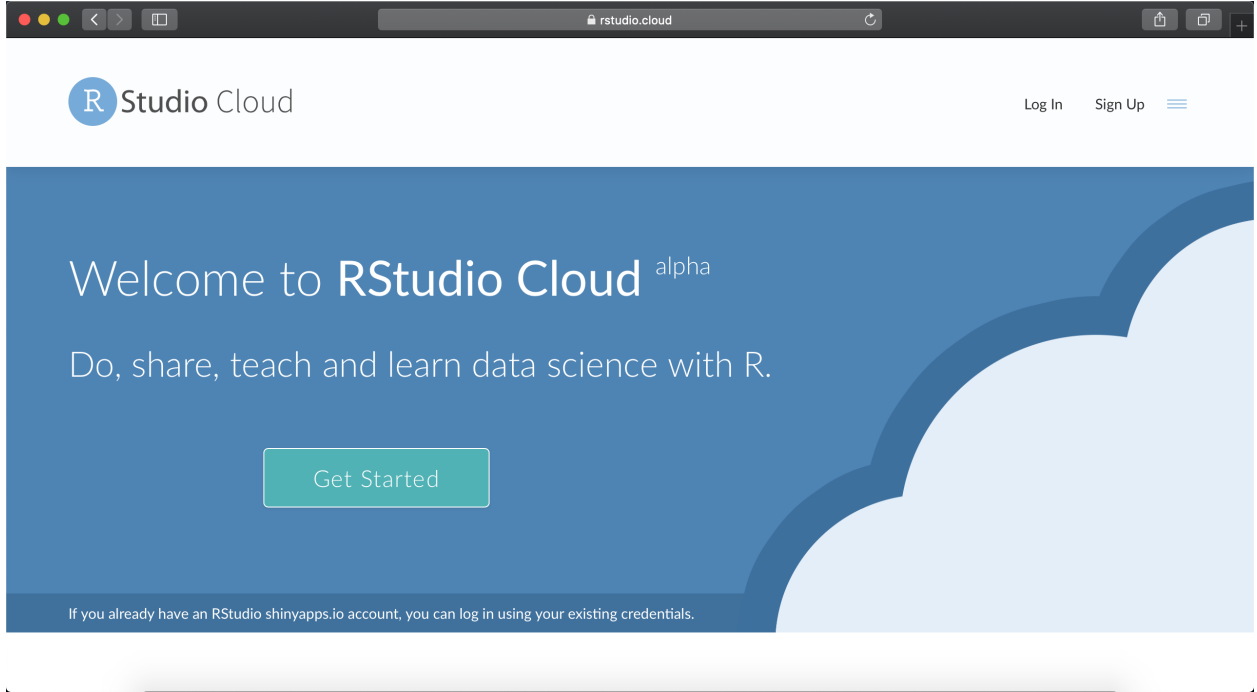 rstudio.cloud
R Studio Cloud
Log In Sign Up
Welcome to RStudio Cloud alpha
Do, share, teach and learn data science with R.
Get Started
If you already have an RStudio shinyapps.io account, you can log in using your existing credentials.